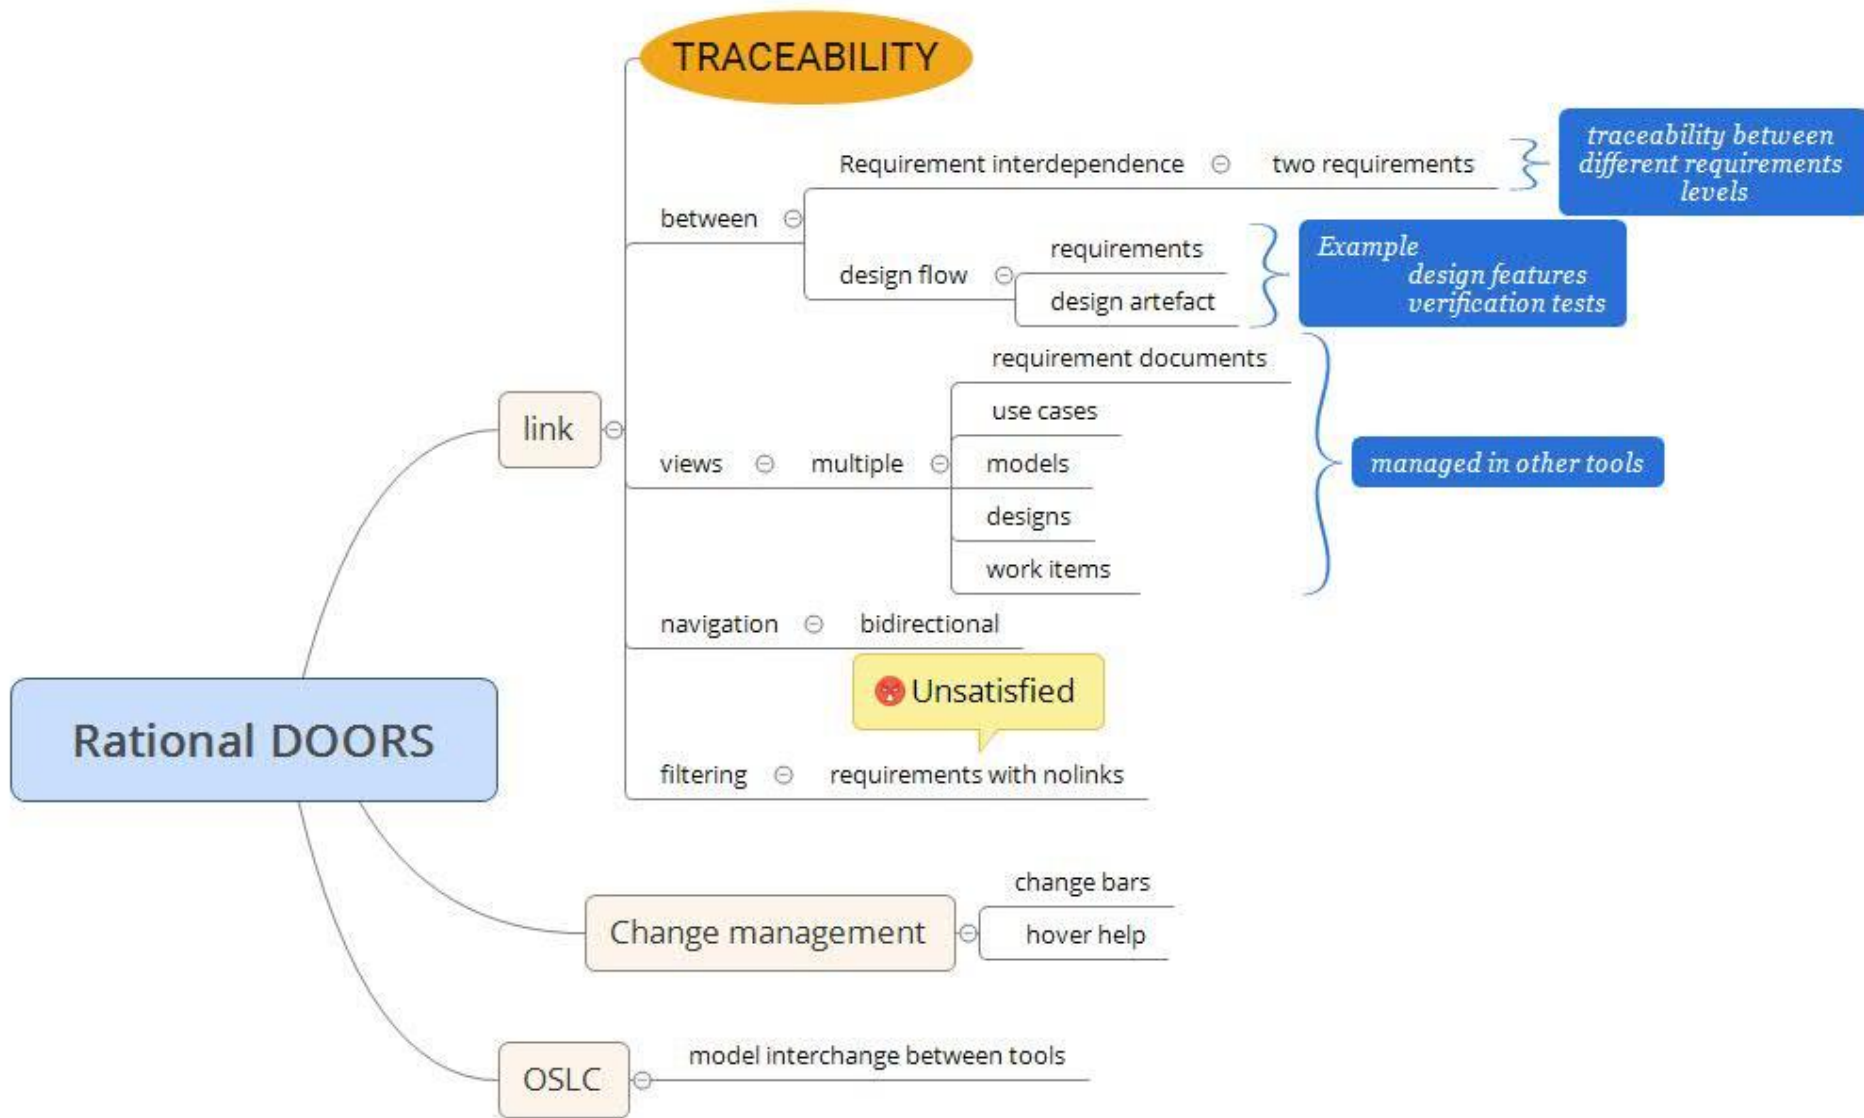 TRACEABILITY
Requirement interdependence
two requirements
traceability between
different requirements
levels
between
design flow
requirements
design artefact
Example
design features
verification tests
link
views
multiple
requirement documents
use cases
models
designs
work items
managed in other tools
navigation
bidirectional
Unsatisfied
filtering
requirements with nolinks
Rational DOORS
Change management
change bars
hover help
OSLC
model interchange between tools